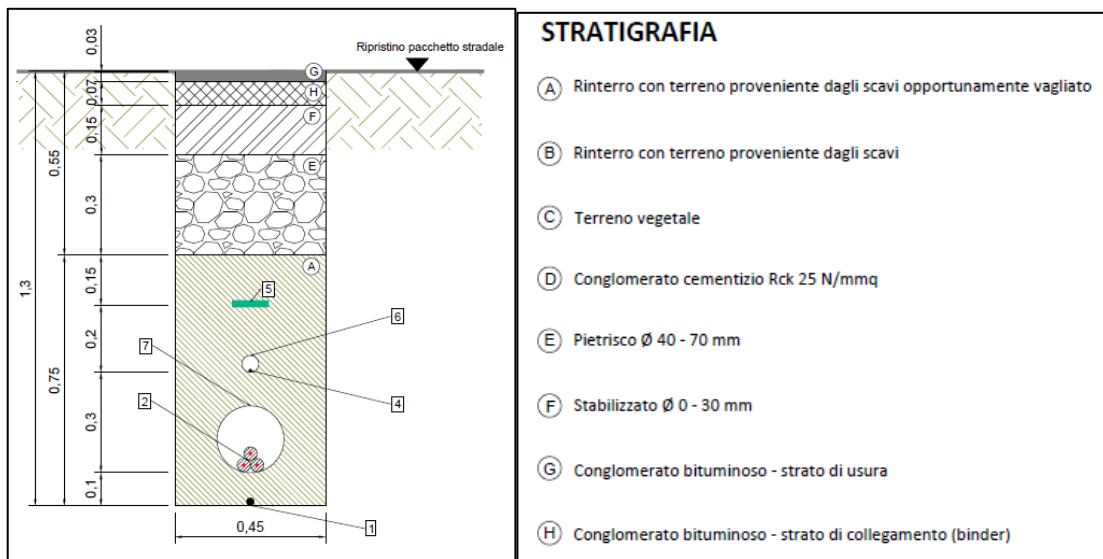 Ripristino pacchetto stradale
0,03
G
0,07
H
0,15
F
0,55
E
0,3
1,3
A
0,15
5
0,2
6
7
4
0,75
0,3
2
0,1
1
0,45
STRATIGRAFIA
A Rinterro con terreno proveniente dagli scavi opportunamente vagliato
B Rinterro con terreno proveniente dagli scavi
C Terreno vegetale
D Conglomerato cementizio Rck 25 N/mmq
E Pietrisco Ø 40 - 70 mm
F Stabilizzato Ø 0 - 30 mm
G Conglomerato bituminoso - strato di usura
H Conglomerato bituminoso - strato di collegamento (binder)